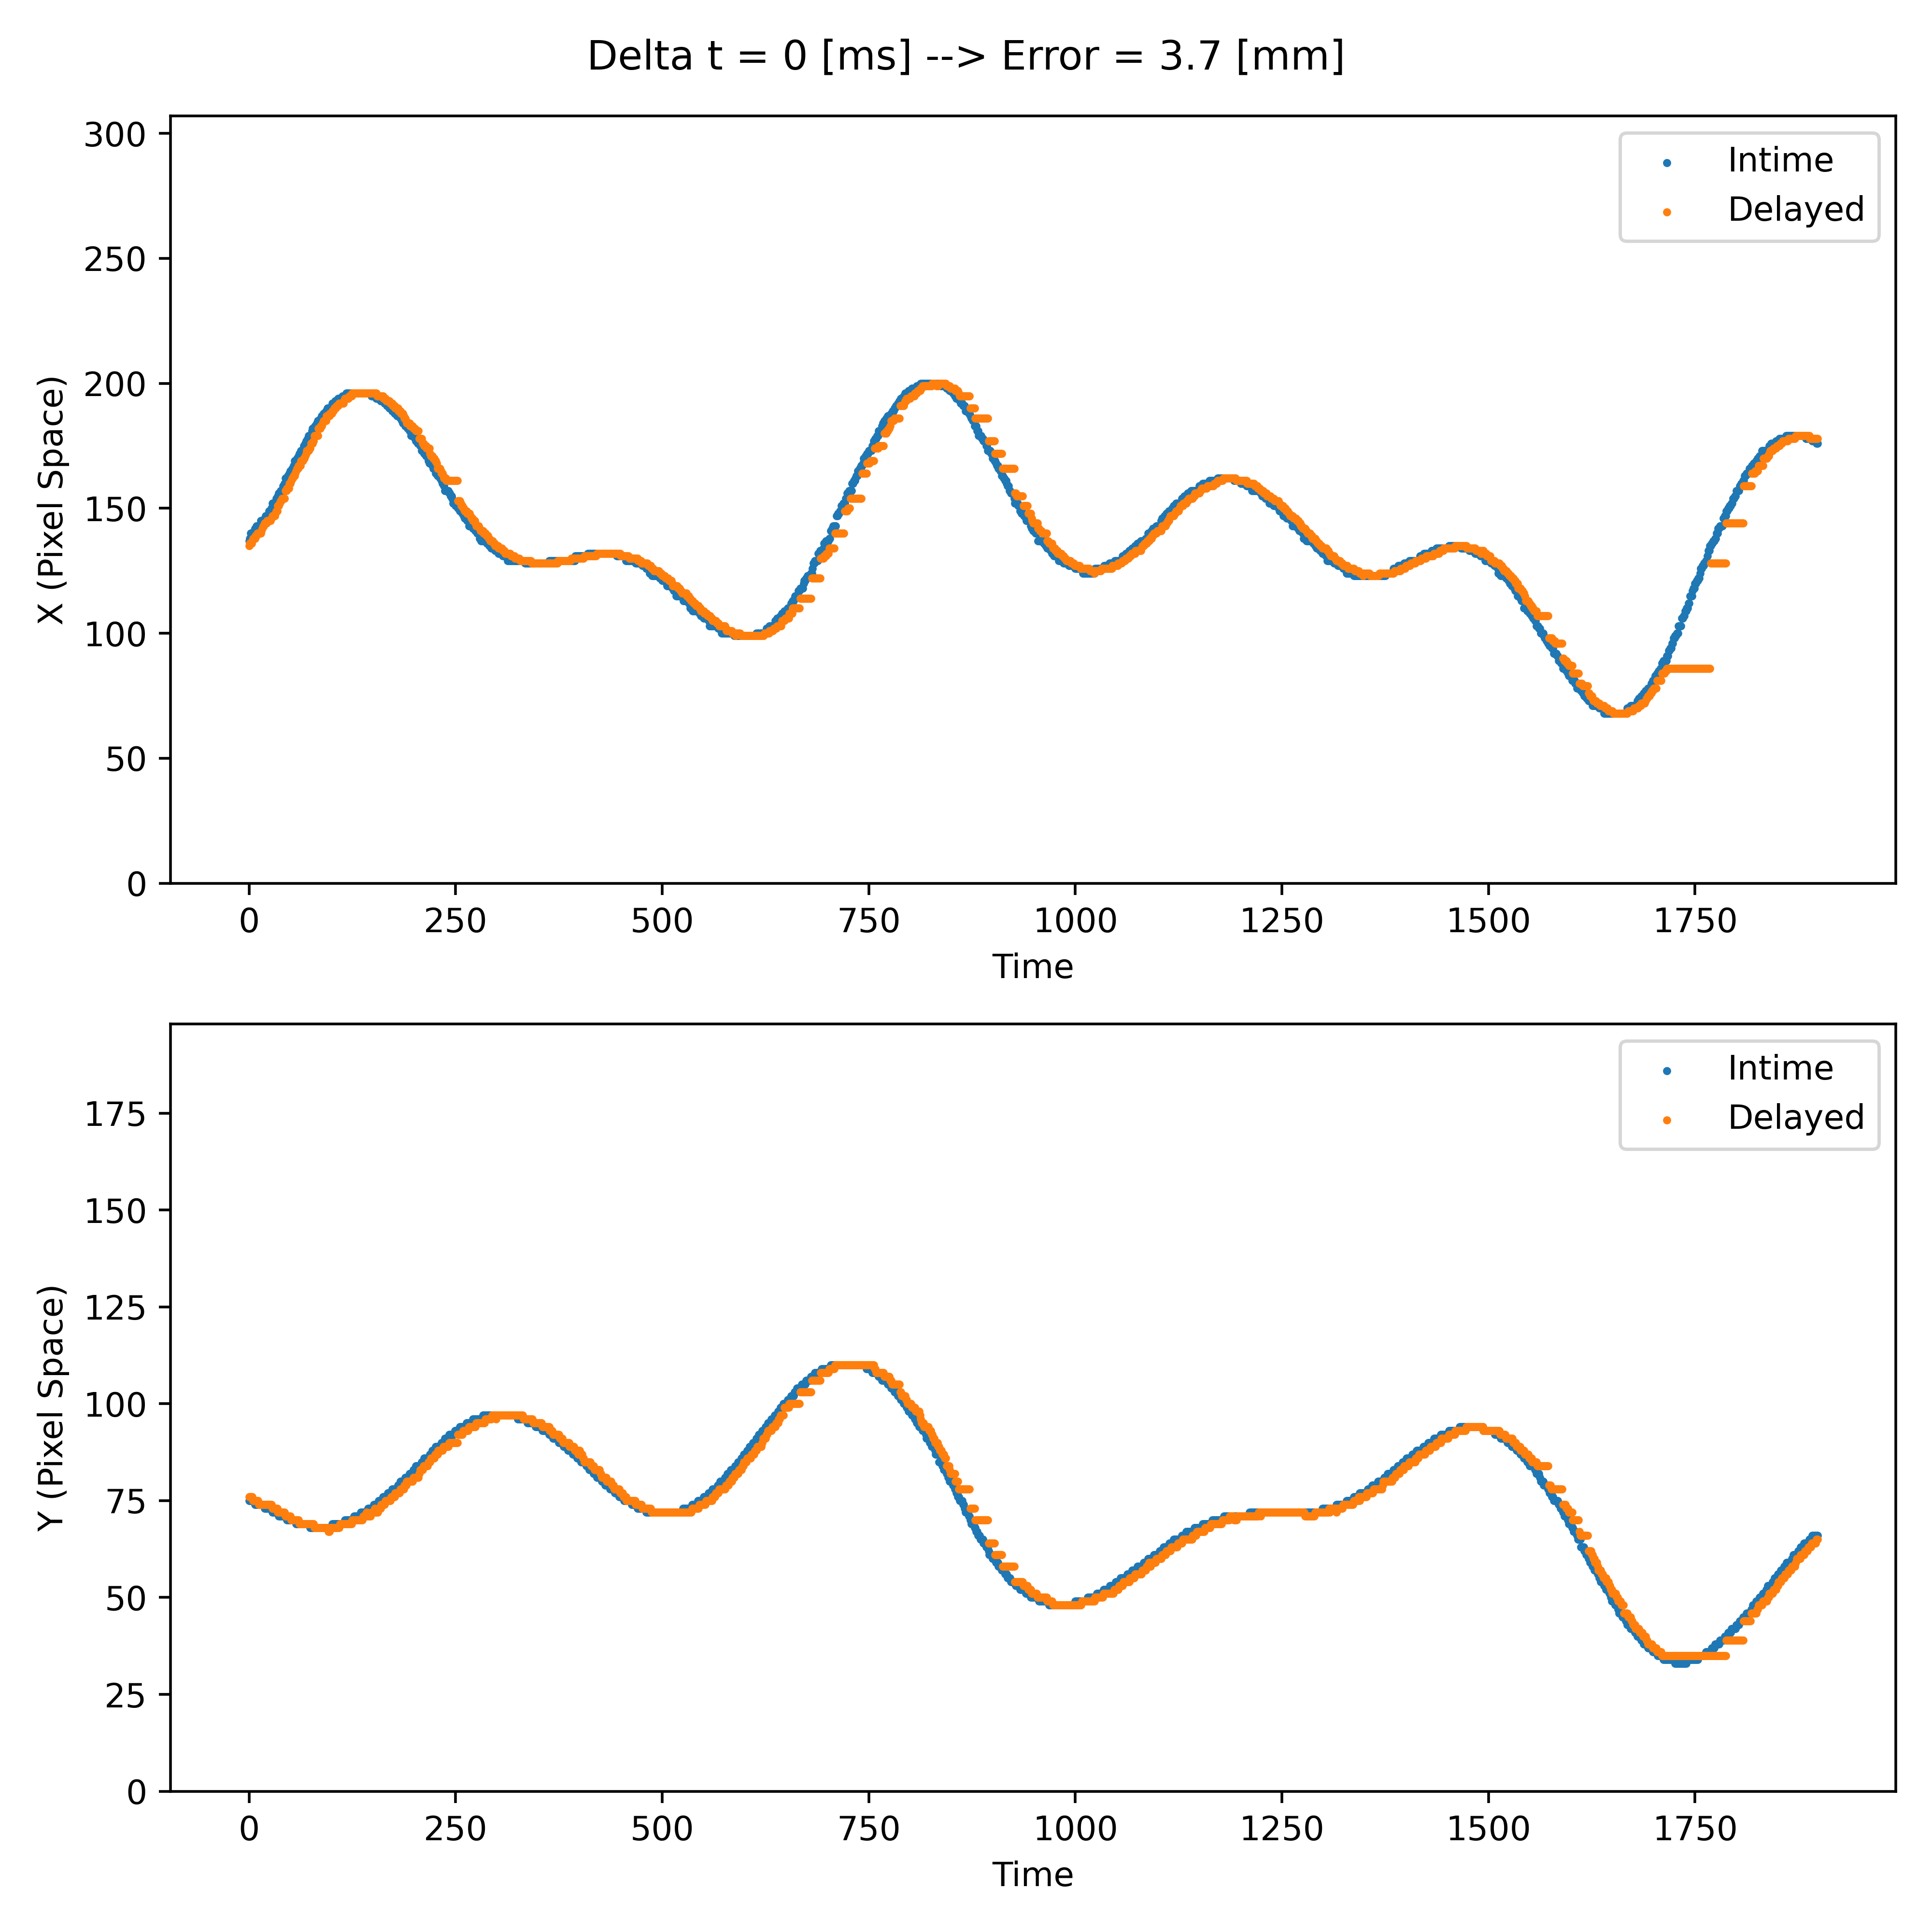 Delta t = 0 [ms] --> Error = 3.7 [mm]
300
250
200
150
100
50
0
X (Pixel Space)
Intime
Delayed
0 250 500 750 1000 1250 1500 1750
Time
175
150
125
100
75
50
25
0
Y (Pixel Space)
Intime
Delayed
0 250 500 750 1000 1250 1500 1750
Time